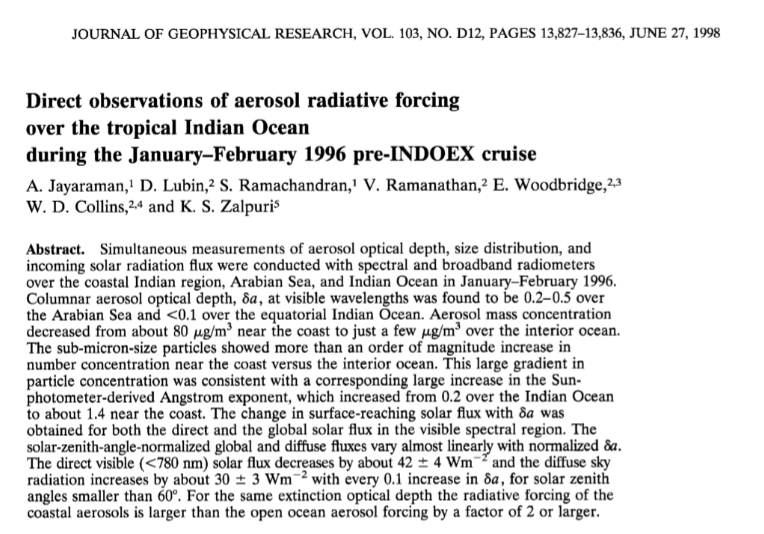 JOURNAL OF GEOPHYSICAL RESEARCH, VOL. 103, NO. D12, PAGES 13,827–13,836, JUNE 27, 1998
Direct observations of aerosol radiative forcing
over the tropical Indian Ocean
during the January–February 1996 pre-INDOEX cruise
A. Jayaraman,¹ D. Lubin,² S. Ramachandran,¹ V. Ramanathan,² E. Woodbridge,²,³
W. D. Collins,²,⁴ and K. S. Zalpuri⁵
Abstract. Simultaneous measurements of aerosol optical depth, size distribution, and
incoming solar radiation flux were conducted with spectral and broadband radiometers
over the coastal Indian region, Arabian Sea, and Indian Ocean in January–February 1996.
Columnar aerosol optical depth, δa, at visible wavelengths was found to be 0.2–0.5 over
the Arabian Sea and <0.1 over the equatorial Indian Ocean. Aerosol mass concentration
decreased from about 80 μg/m³ near the coast to just a few μg/m³ over the interior ocean.
The sub-micron-size particles showed more than an order of magnitude increase in
number concentration near the coast versus the interior ocean. This large gradient in
particle concentration was consistent with a corresponding large increase in the Sun-
photometer-derived Angstrom exponent, which increased from 0.2 over the Indian Ocean
to about 1.4 near the coast. The change in surface-reaching solar flux with δa was
obtained for both the direct and the global solar flux in the visible spectral region. The
solar-zenith-angle-normalized global and diffuse fluxes vary almost linearly with normalized δa.
The direct visible (<780 nm) solar flux decreases by about 42 ± 4 Wm⁻² and the diffuse sky
radiation increases by about 30 ± 3 Wm⁻² with every 0.1 increase in δa, for solar zenith
angles smaller than 60°. For the same extinction optical depth the radiative forcing of the
coastal aerosols is larger than the open ocean aerosol forcing by a factor of 2 or larger.